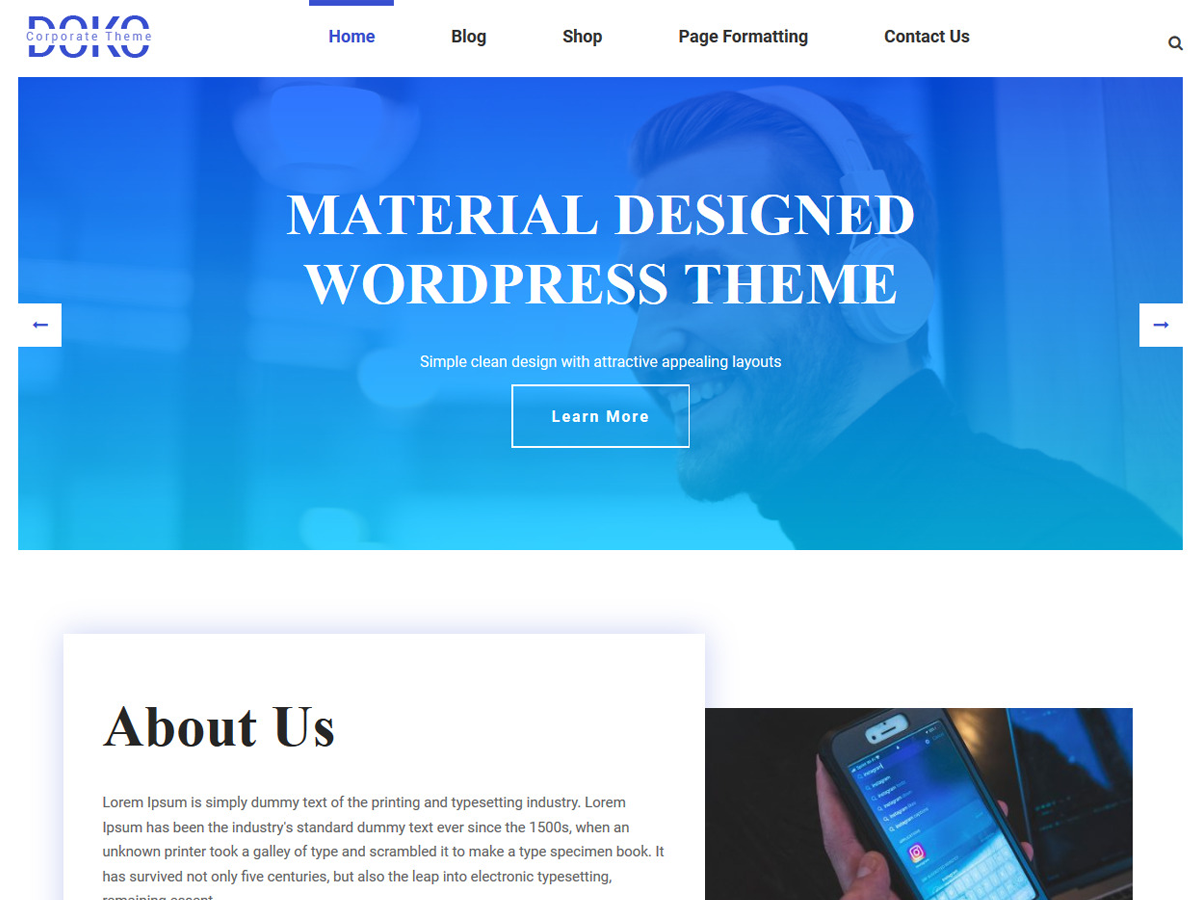 DOKO
Corporate Theme
Home Blog Shop Page Formatting Contact Us
MATERIAL DESIGNED
WORDPRESS THEME
Simple clean design with attractive appealing layouts
Learn More
About Us
Lorem Ipsum is simply dummy text of the printing and typesetting industry. Lorem
Ipsum has been the industry's standard dummy text ever since the 1500s, when an
unknown printer took a galley of type and scrambled it to make a type specimen book. It
has survived not only five centuries, but also the leap into electronic typesetting,
remaining essent
instagram
instagram